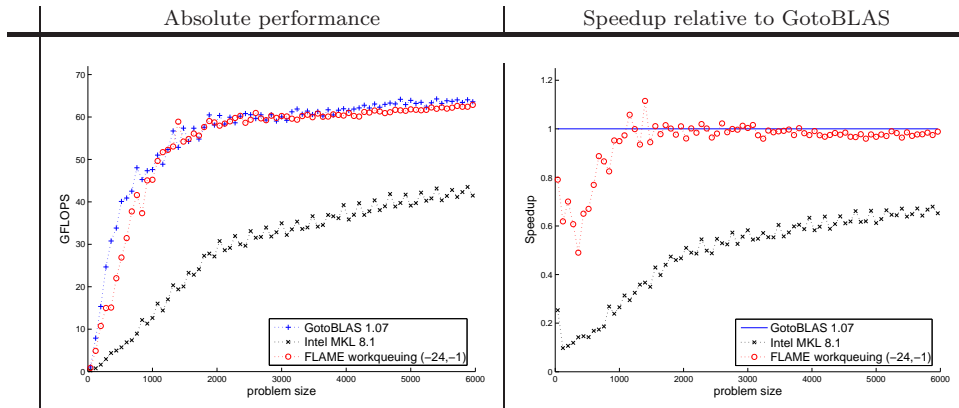 Absolute performance
Speedup relative to GotoBLAS
70
60
50
40
30
20
10
0
GFLOPS
0 1000 2000 3000 4000 5000 6000
problem size
GotoBLAS 1.07
Intel MKL 8.1
FLAME workqueuing (−24,−1)
1.2
1
0.8
0.6
0.4
0.2
0
Speedup
0 1000 2000 3000 4000 5000 6000
problem size
GotoBLAS 1.07
Intel MKL 8.1
FLAME workqueuing (−24,−1)